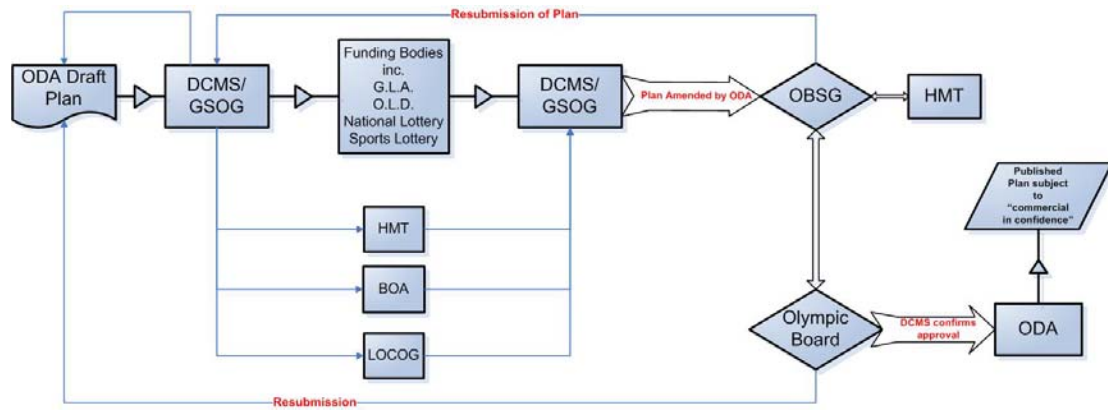 Resubmission of Plan
ODA Draft
Plan
DCMS/
GSOG
Funding Bodies
inc.
G.L.A.
O.L.D.
National Lottery
Sports Lottery
DCMS/
GSOG
Plan Amended by ODA
OBSG
HMT
HMT
BOA
LOCOG
Published
Plan subject
to
“commercial
in confidence”
Olympic
Board
DCMS confirms
approval
ODA
Resubmission